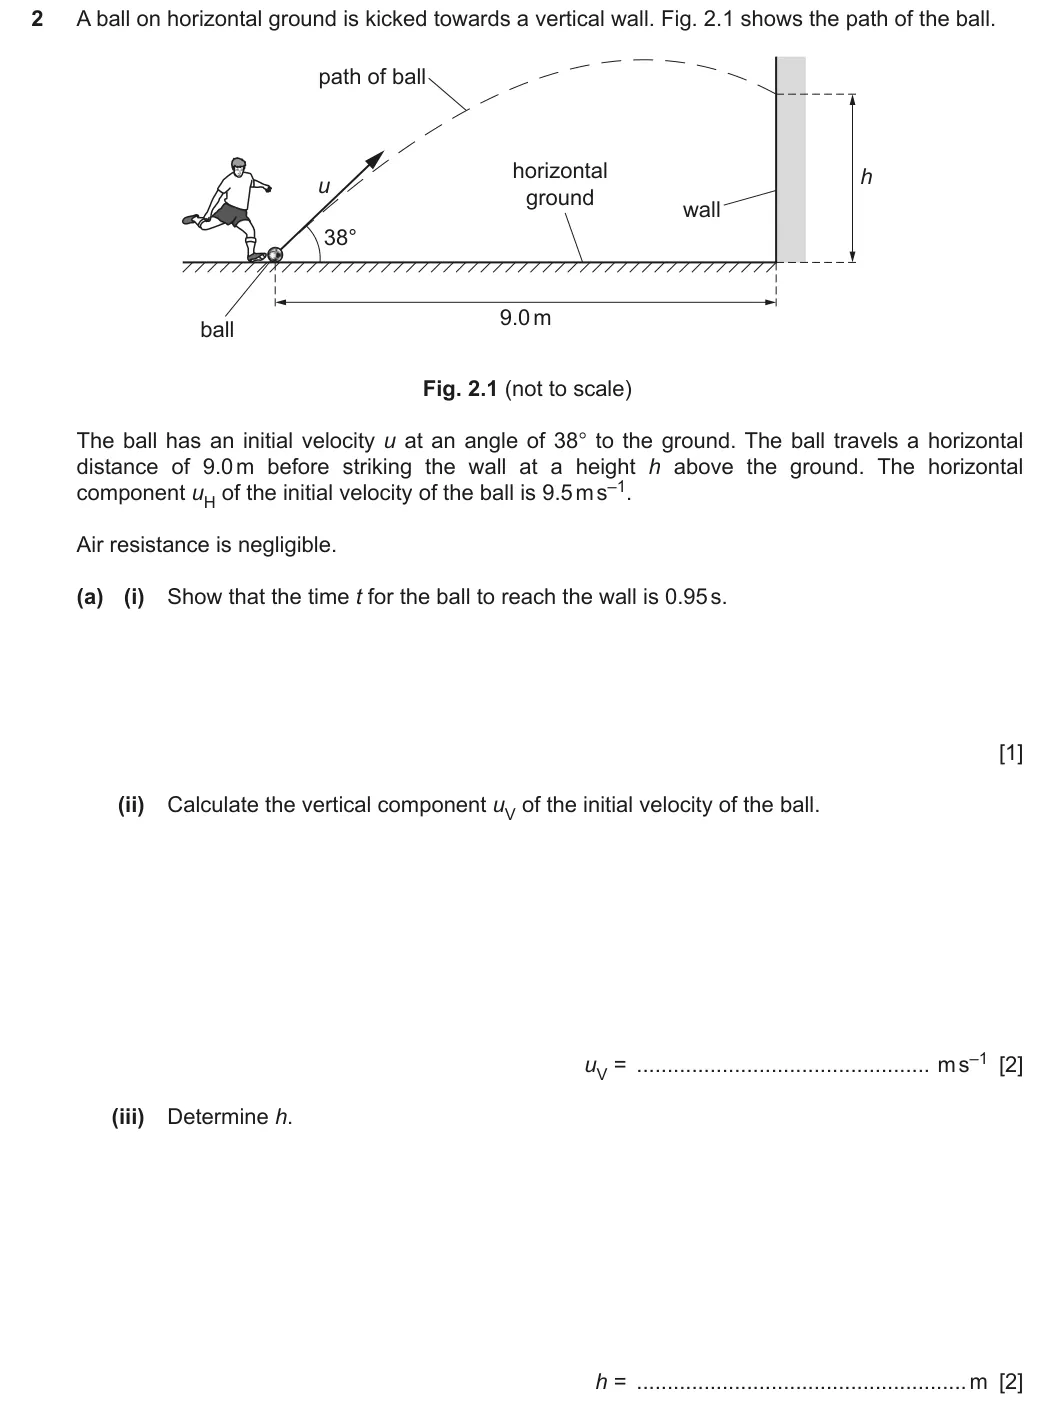 2 A ball on horizontal ground is kicked towards a vertical wall. Fig. 2.1 shows the path of the ball.
path of ball
u
38°
horizontal
ground
wall
h
9.0 m
ball
Fig. 2.1 (not to scale)
The ball has an initial velocity u at an angle of 38° to the ground. The ball travels a horizontal
distance of 9.0 m before striking the wall at a height h above the ground. The horizontal
component u_H of the initial velocity of the ball is 9.5 m s⁻¹.
Air resistance is negligible.
(a) (i) Show that the time t for the ball to reach the wall is 0.95 s.
[1]
(ii) Calculate the vertical component u_V of the initial velocity of the ball.
u_V = ................................................ m s⁻¹ [2]
(iii) Determine h.
h = ...................................................... m [2]